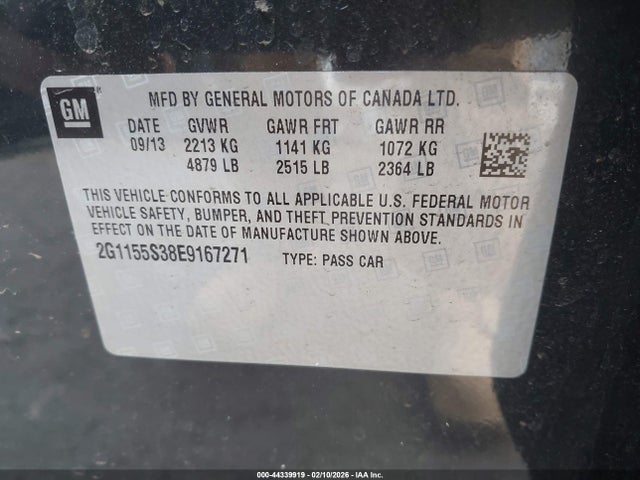 GM
MFD BY GENERAL MOTORS OF CANADA LTD.
DATE GVWR GAWR FRT GAWR RR
09/13 2213 KG 1141 KG 1072 KG
4879 LB 2515 LB 2364 LB
THIS VEHICLE CONFORMS TO ALL APPLICABLE U.S. FEDERAL MOTOR
VEHICLE SAFETY, BUMPER, AND THEFT PREVENTION STANDARDS IN
EFFECT ON THE DATE OF MANUFACTURE SHOWN ABOVE.
2G1155S38E9167271 TYPE: PASS CAR
000-44339919 - 02/10/2026 - IAA Inc.